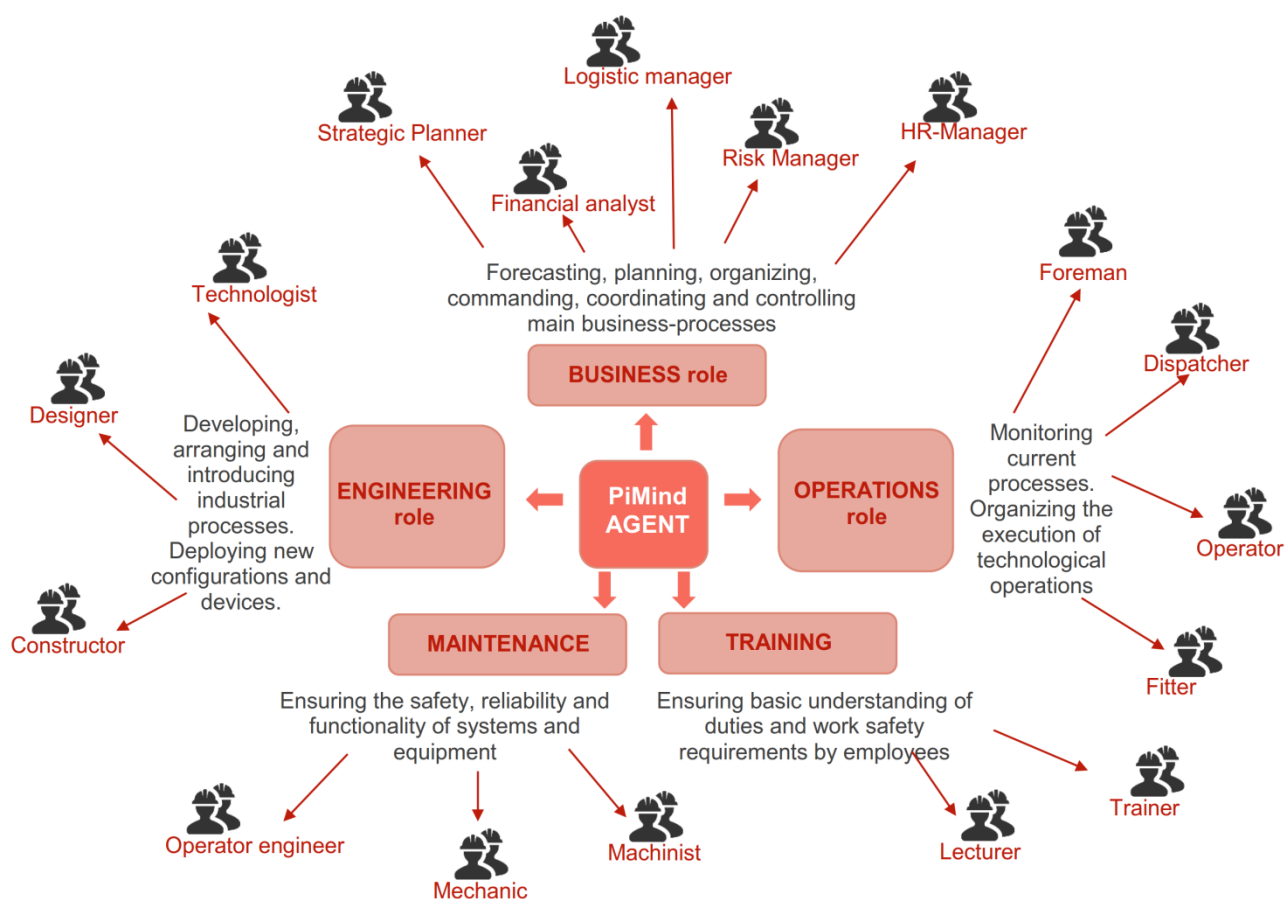 Logistic manager
Strategic Planner
HR-Manager
Risk Manager
Financial analyst
Forecasting, planning, organizing,
commanding, coordinating and controlling
main business-processes
BUSINESS role
Technologist
Designer
Constructor
Developing,
arranging and
introducing
industrial
processes.
Deploying new
configurations and
devices.
ENGINEERING
role
PiMind
AGENT
OPERATIONS
role
Monitoring
current
processes.
Organizing the
execution of
technological
operations
Foreman
Dispatcher
Operator
Fitter
MAINTENANCE
Ensuring the safety, reliability and
functionality of systems and
equipment
Operator engineer
Mechanic
Machinist
TRAINING
Ensuring basic understanding of
duties and work safety
requirements by employees
Lecturer
Trainer